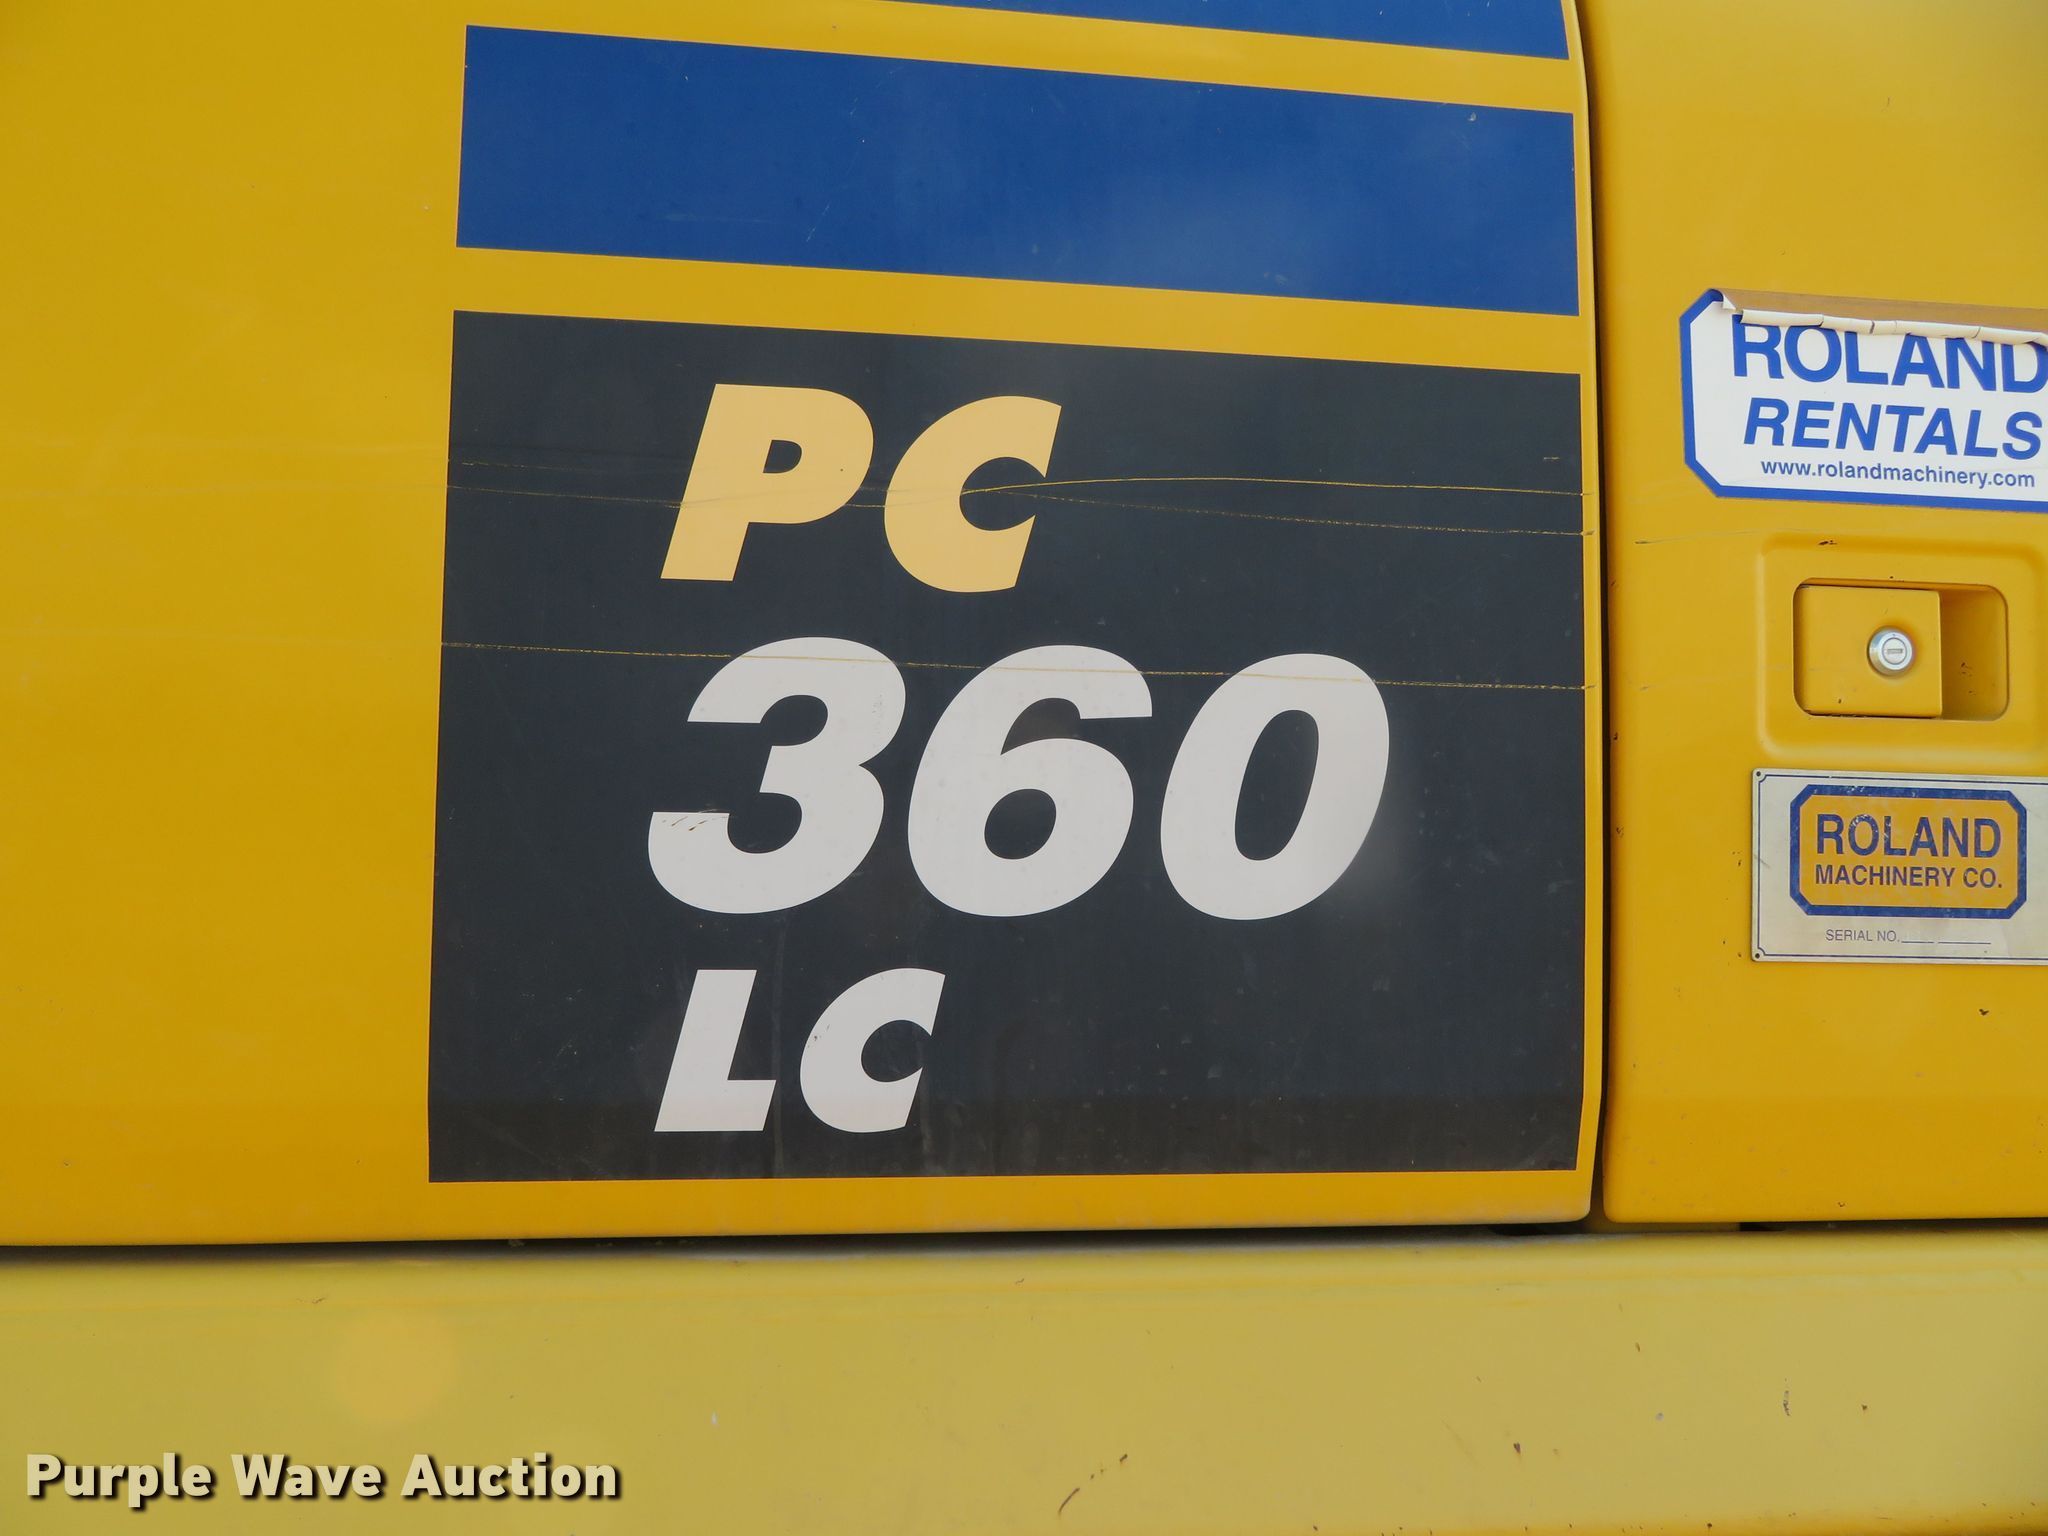 PC
360
LC
ROLAND
RENTALS
www.rolandmachinery.com
ROLAND
MACHINERY CO.
SERIAL NO.
Purple Wave Auction